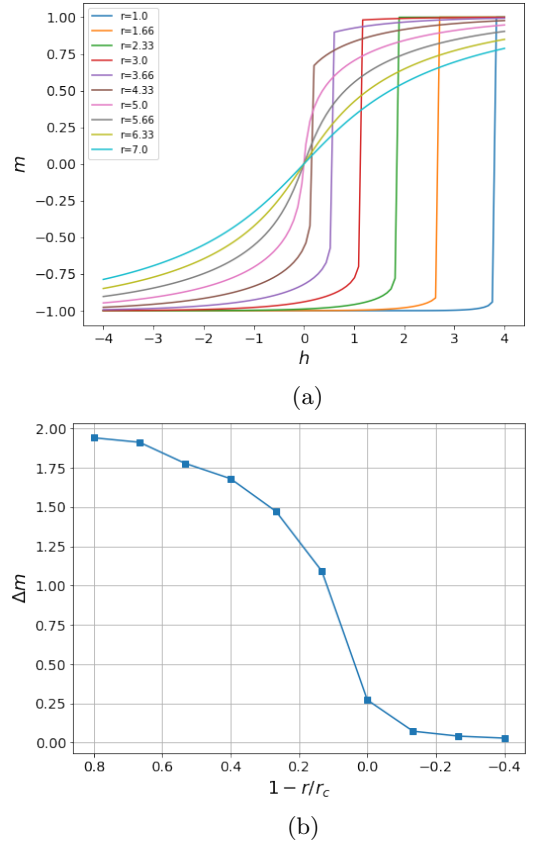 1.00
0.75
0.50
0.25
0.00
−0.25
−0.50
−0.75
−1.00
m
r=1.0
r=1.66
r=2.33
r=3.0
r=3.66
r=4.33
r=5.0
r=5.66
r=6.33
r=7.0
−4 −3 −2 −1 0 1 2 3 4
h
(a)
2.00
1.75
1.50
1.25
1.00
0.75
0.50
0.25
0.00
Δm
0.8 0.6 0.4 0.2 0.0 −0.2 −0.4
1 − r/r_c
(b)